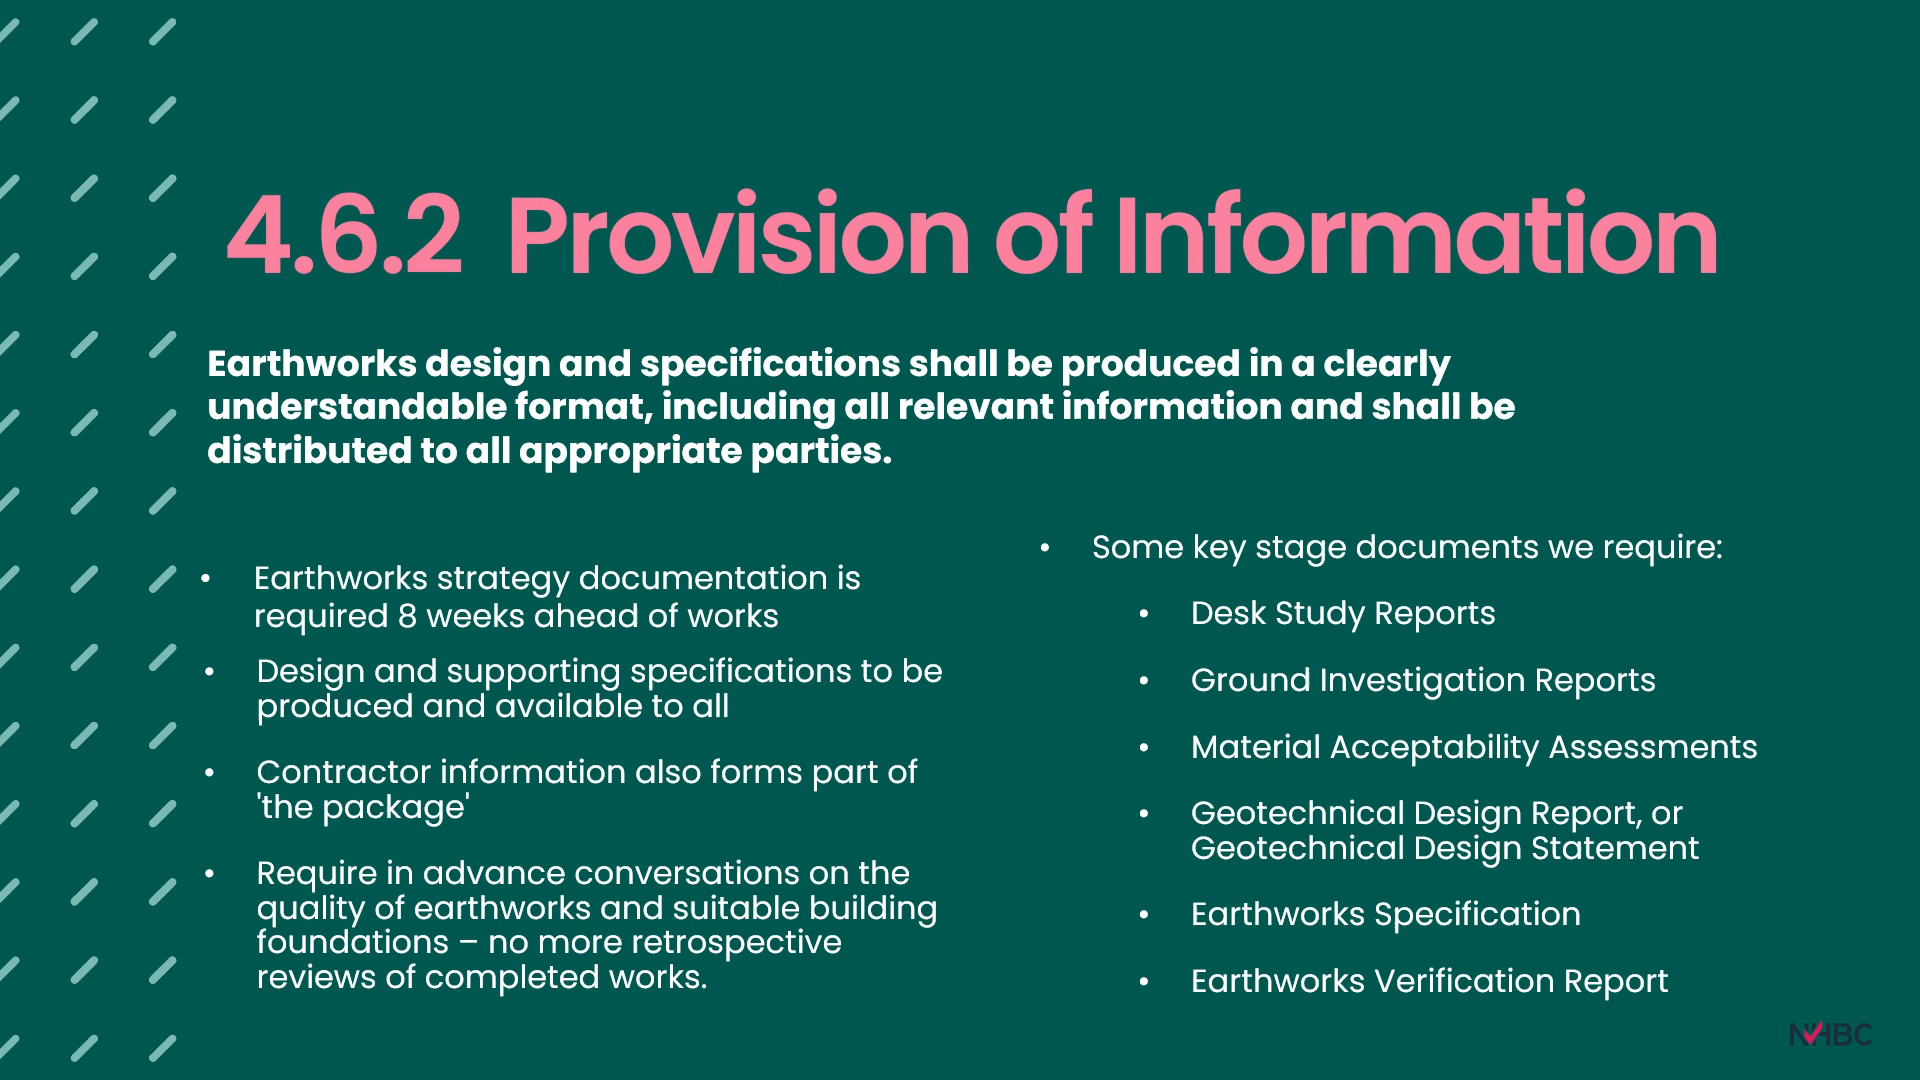 4.6.2 Provision of Information
Earthworks design and specifications shall be produced in a clearly
understandable format, including all relevant information and shall be
distributed to all appropriate parties.
• Earthworks strategy documentation is
required 8 weeks ahead of works
• Design and supporting specifications to be
produced and available to all
• Contractor information also forms part of
'the package'
• Require in advance conversations on the
quality of earthworks and suitable building
foundations – no more retrospective
reviews of completed works.
• Some key stage documents we require:
• Desk Study Reports
• Ground Investigation Reports
• Material Acceptability Assessments
• Geotechnical Design Report, or
Geotechnical Design Statement
• Earthworks Specification
• Earthworks Verification Report
NHBC